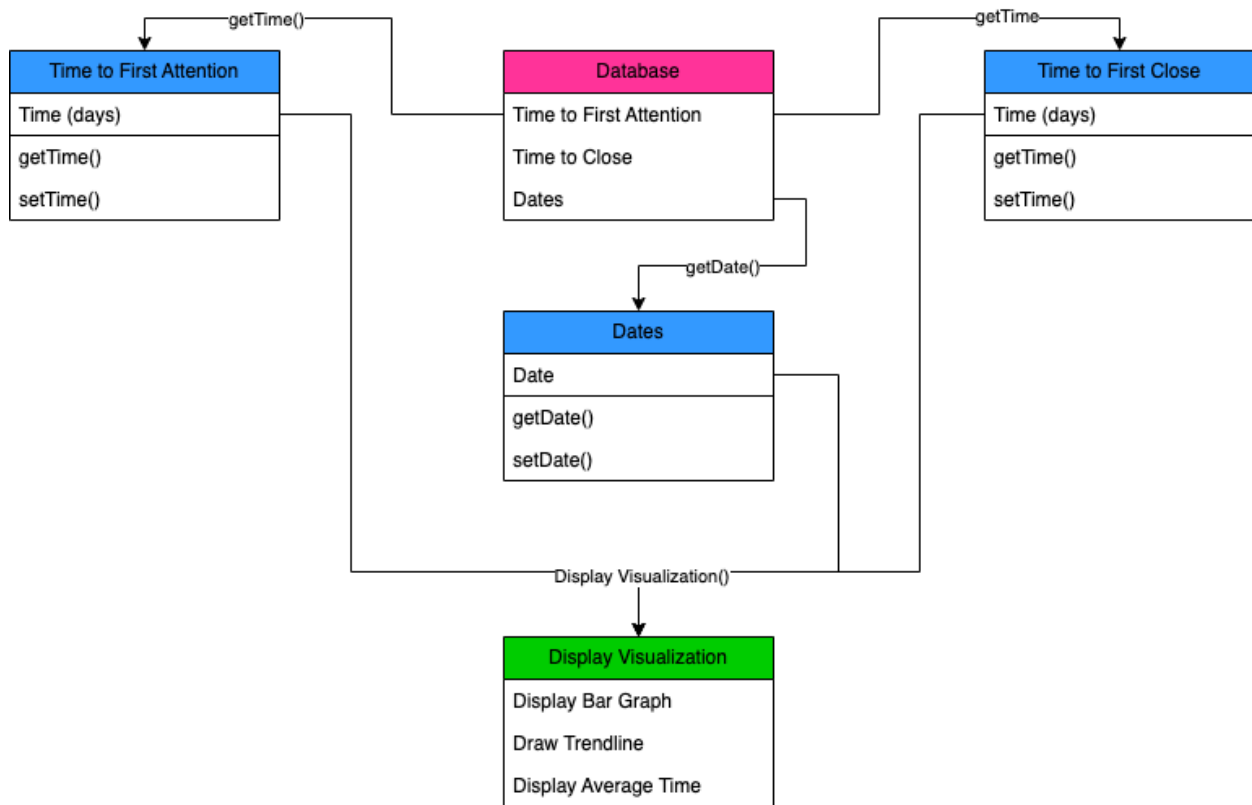 getTime()
getTime
Time to First Attention
Time (days)
getTime()
setTime()
Database
Time to First Attention
Time to Close
Dates
Time to First Close
Time (days)
getTime()
setTime()
getDate()
Dates
Date
getDate()
setDate()
Display Visualization()
Display Visualization
Display Bar Graph
Draw Trendline
Display Average Time